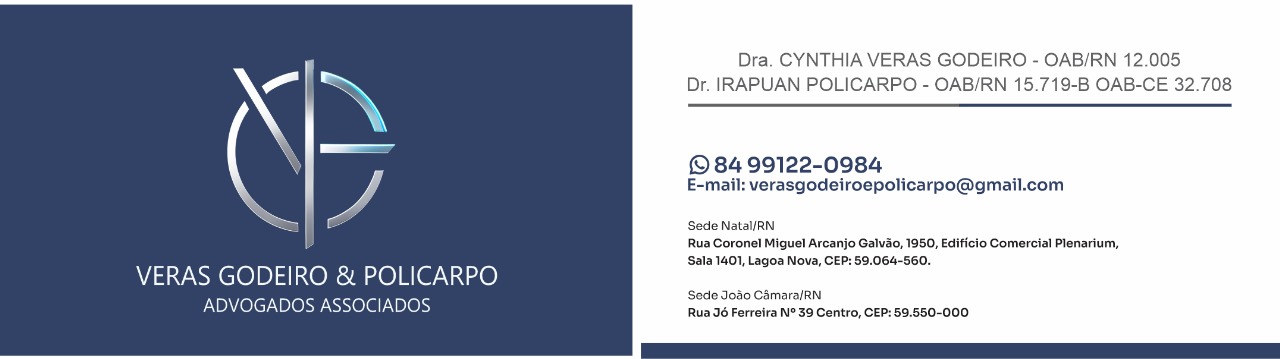 VERAS GODEIRO & POLICARPO
ADVOGADOS ASSOCIADOS
Dra. CYNTHIA VERAS GODEIRO - OAB/RN 12.005
Dr. IRAPUAN POLICARPO - OAB/RN 15.719-B OAB-CE 32.708
84 99122-0984
E-mail: verasgodeiroepolicarpo@gmail.com
Sede Natal/RN
Rua Coronel Miguel Arcanjo Galvão, 1950, Edifício Comercial Plenarium,
Sala 1401, Lagoa Nova, CEP: 59.064-560.
Sede João Câmara/RN
Rua Jó Ferreira Nº 39 Centro, CEP: 59.550-000